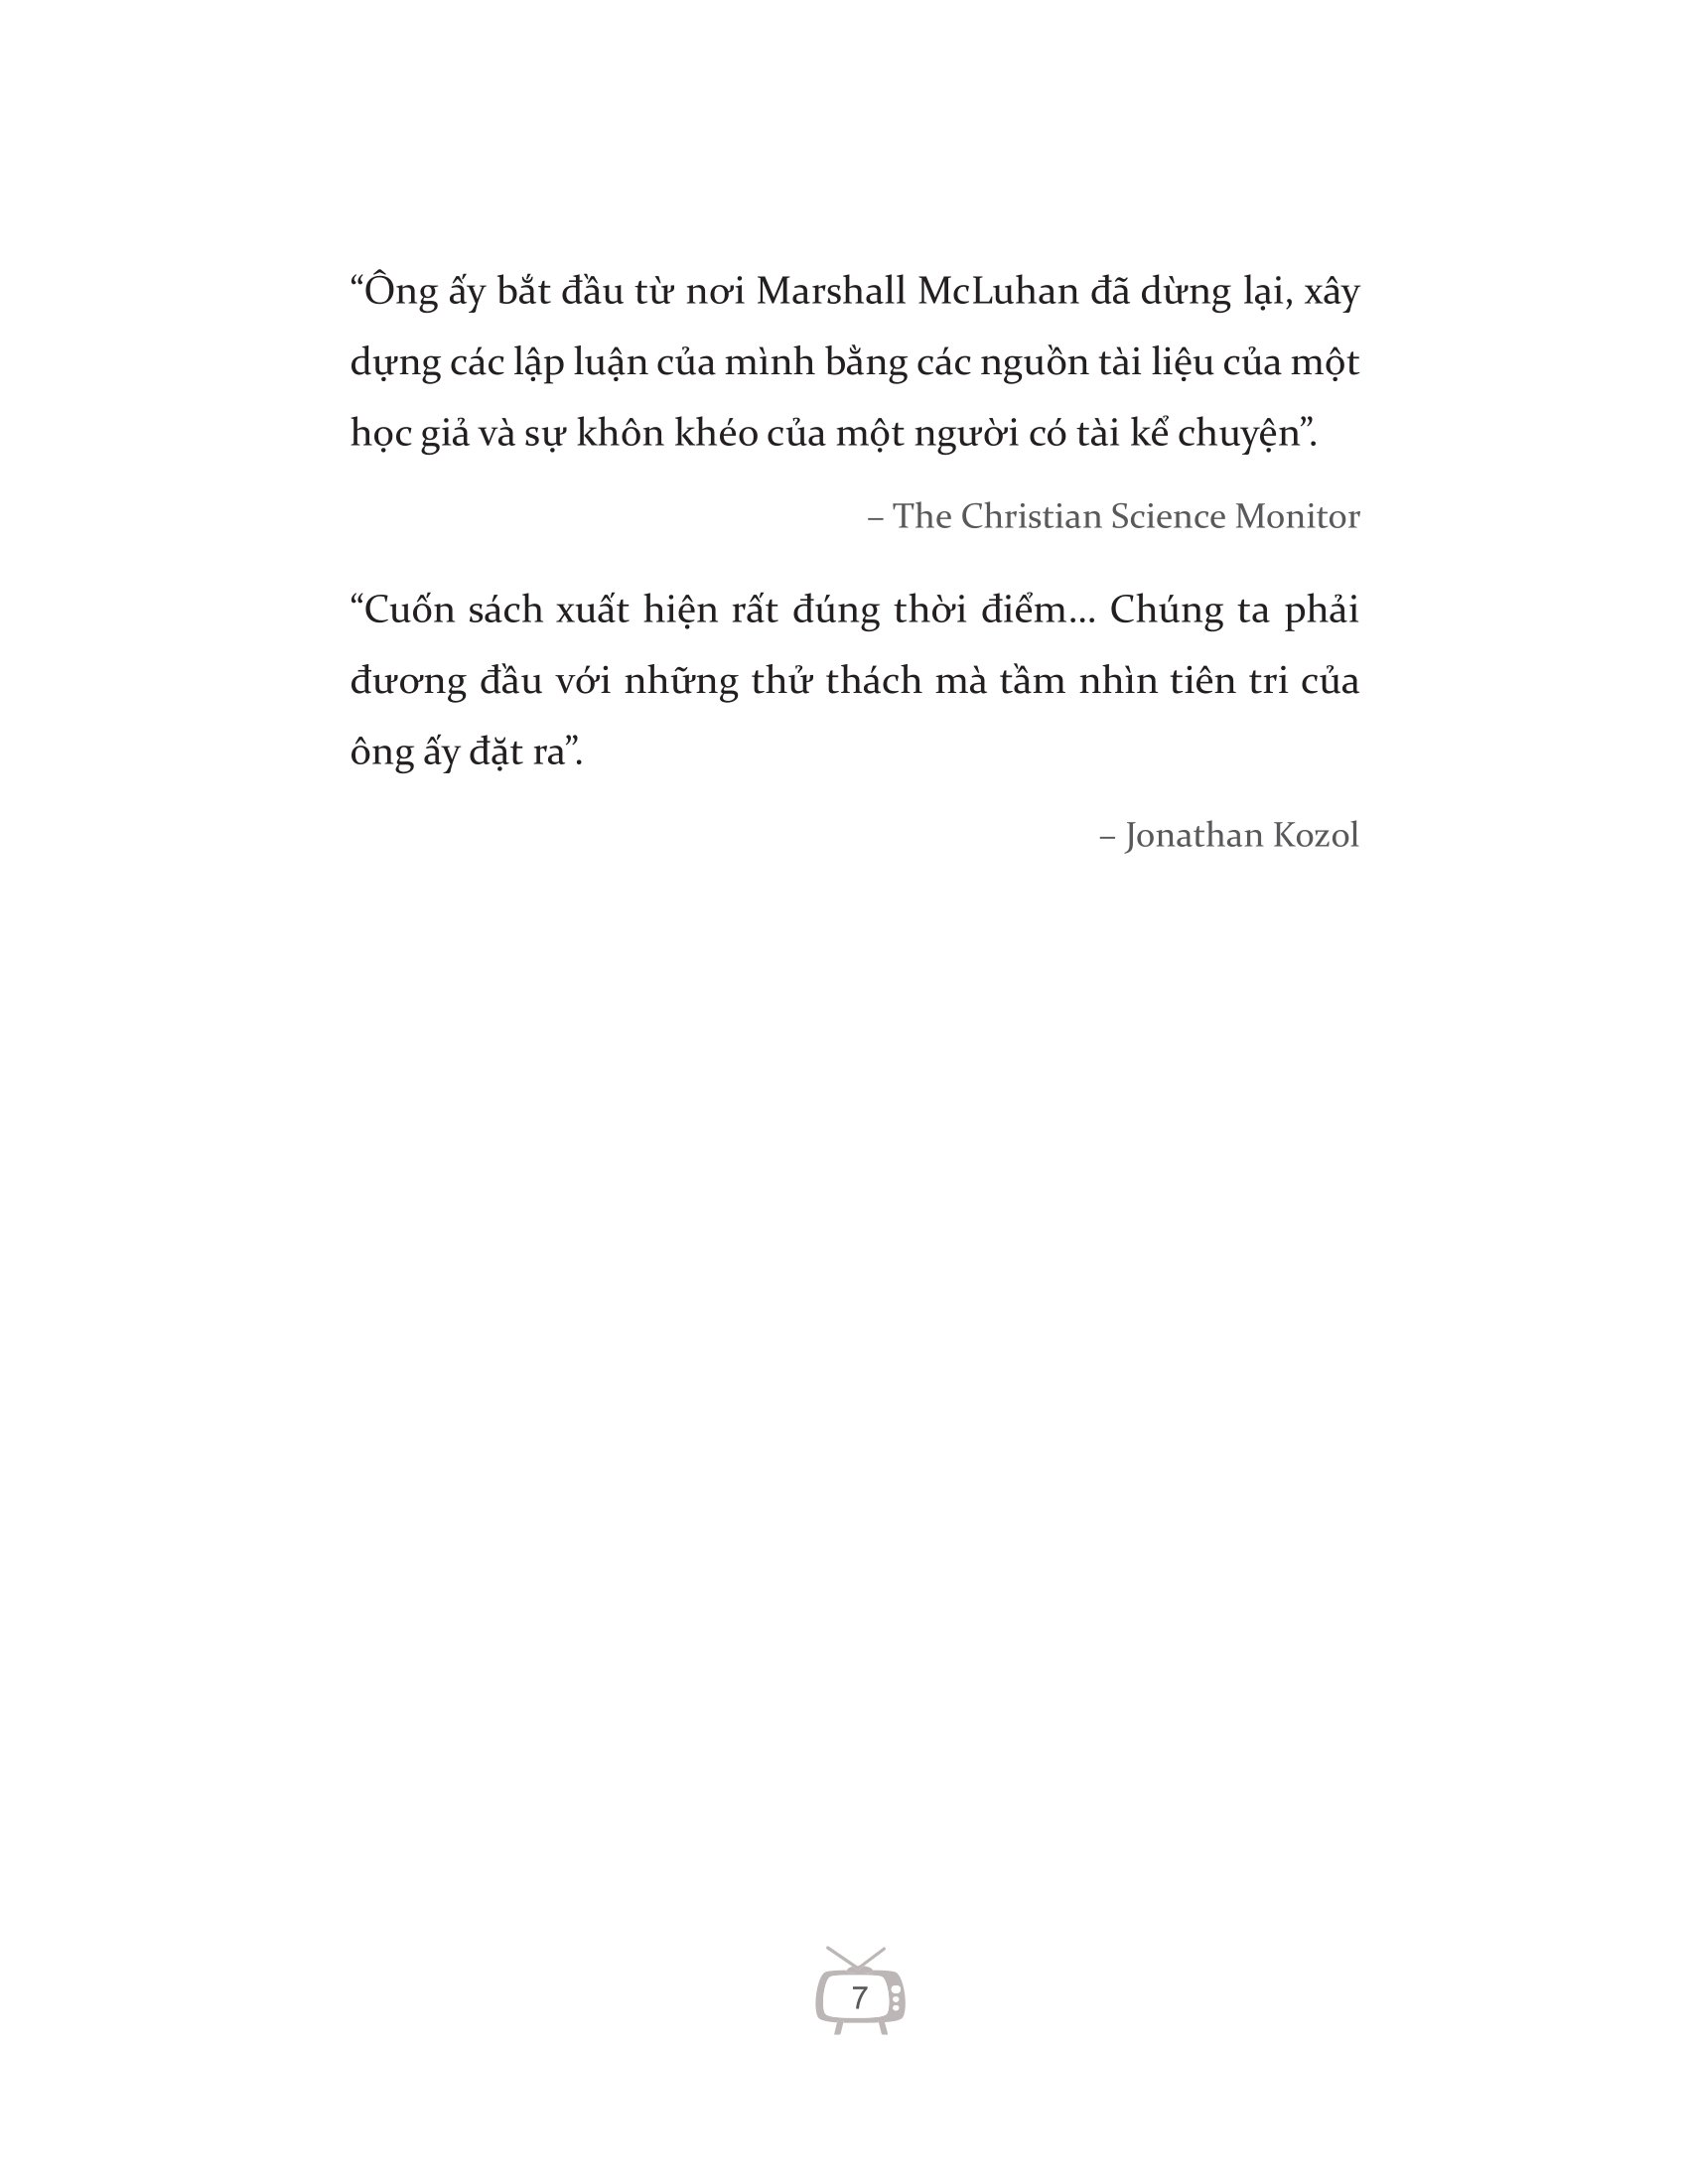 “Ông ấy bắt đầu từ nơi Marshall McLuhan đã dừng lại, xây
dựng các lập luận của mình bằng các nguồn tài liệu của một
học giả và sự khôn khéo của một người có tài kể chuyện”.
– The Christian Science Monitor
“Cuốn sách xuất hiện rất đúng thời điểm... Chúng ta phải
đương đầu với những thử thách mà tầm nhìn tiên tri của
ông ấy đặt ra”.
– Jonathan Kozol
7